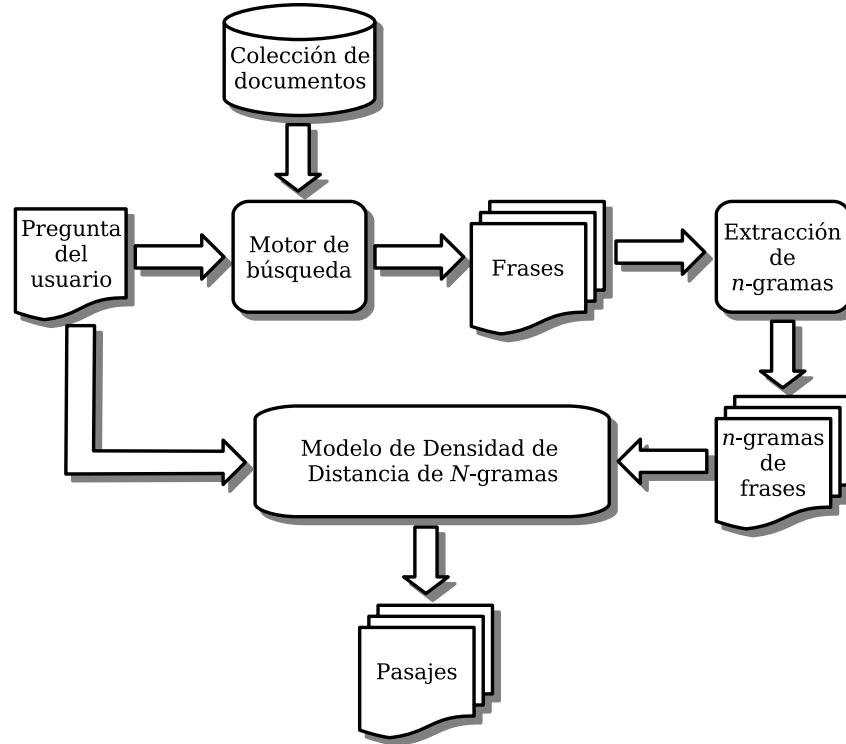 Colección de
documentos
Pregunta
del
usuario
Motor de
búsqueda
Frases
Extracción
de
n-gramas
Modelo de Densidad de
Distancia de N-gramas
n-gramas
de
frases
Pasajes